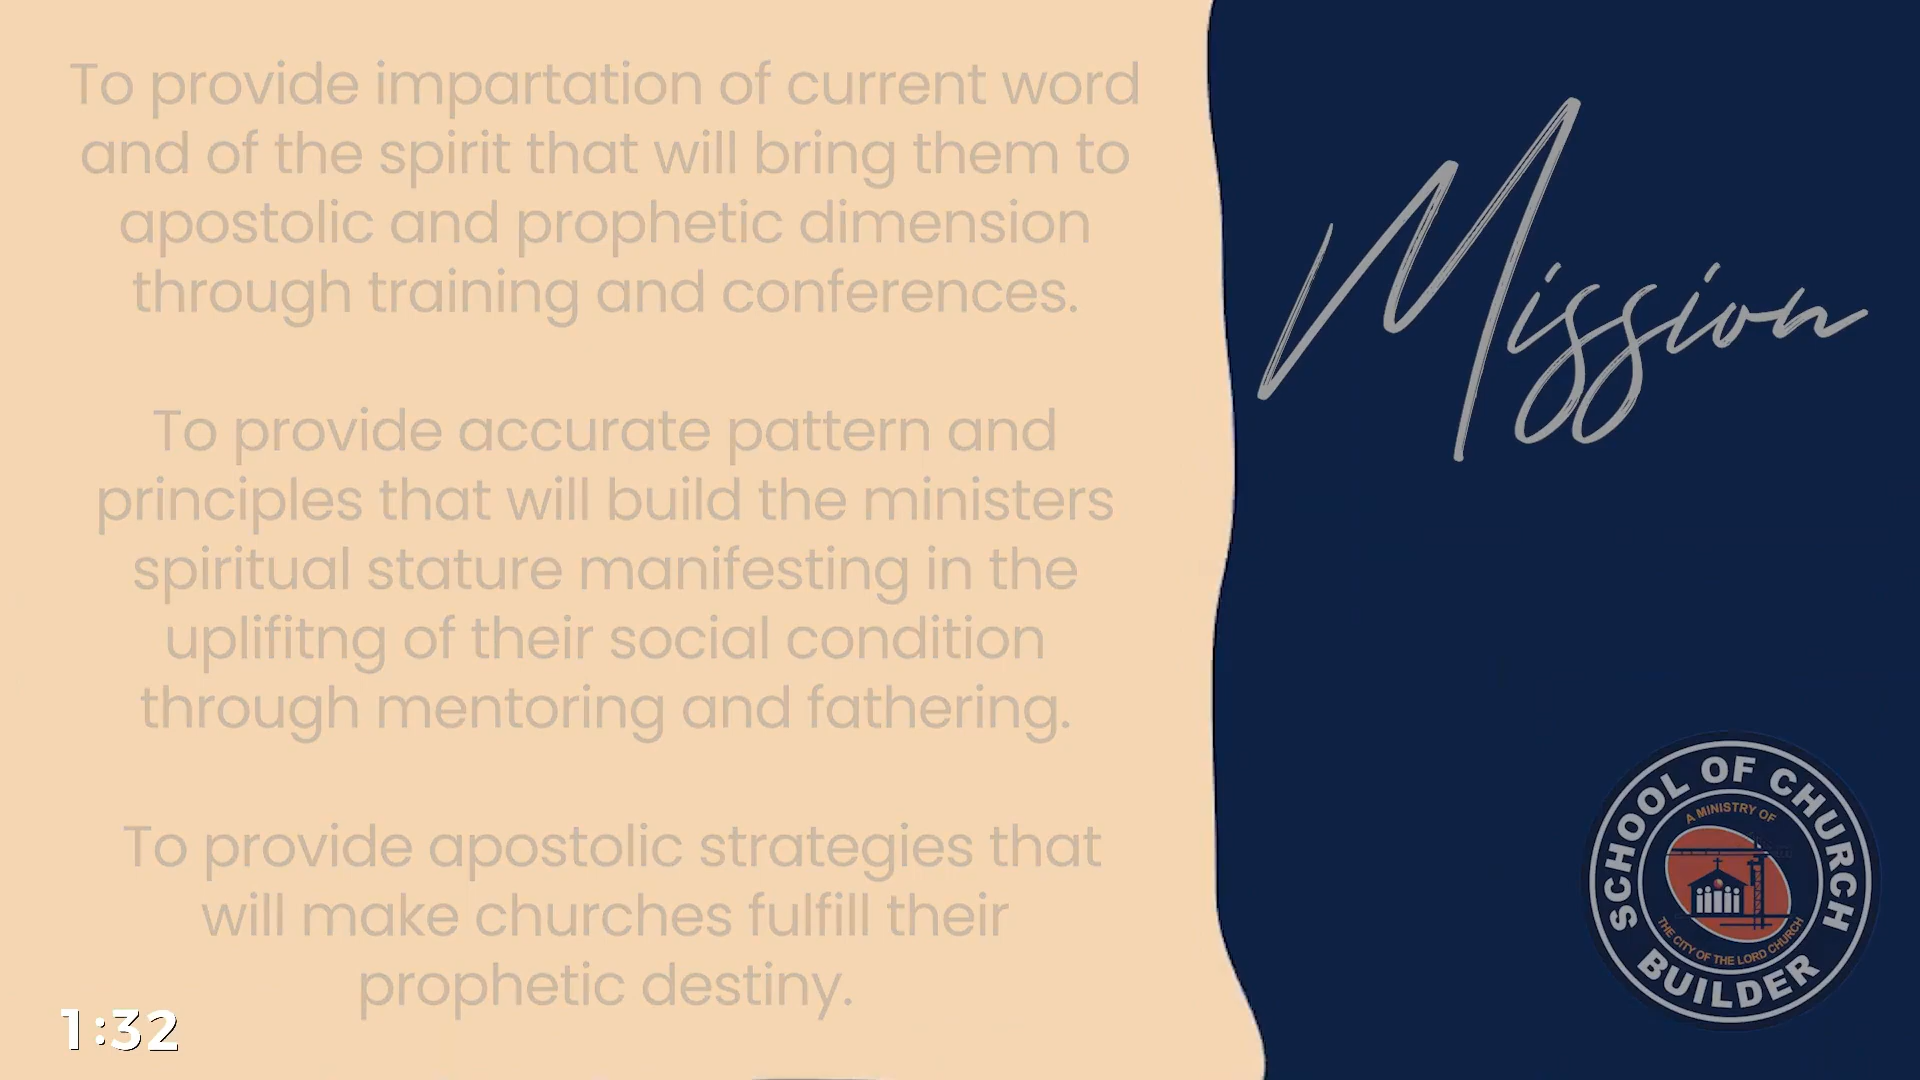 To provide impartation of current word
and of the spirit that will bring them to
apostolic and prophetic dimension
through training and conferences.
To provide accurate pattern and
principles that will build the ministers
spiritual stature manifesting in the
uplifitng of their social condition
through mentoring and fathering.
To provide apostolic strategies that
will make churches fulfill their
prophetic destiny.
1:32
Mission
SCHOOL OF CHURCH
BUILDER
A MINISTRY OF
THE CITY OF THE LORD CHURCH